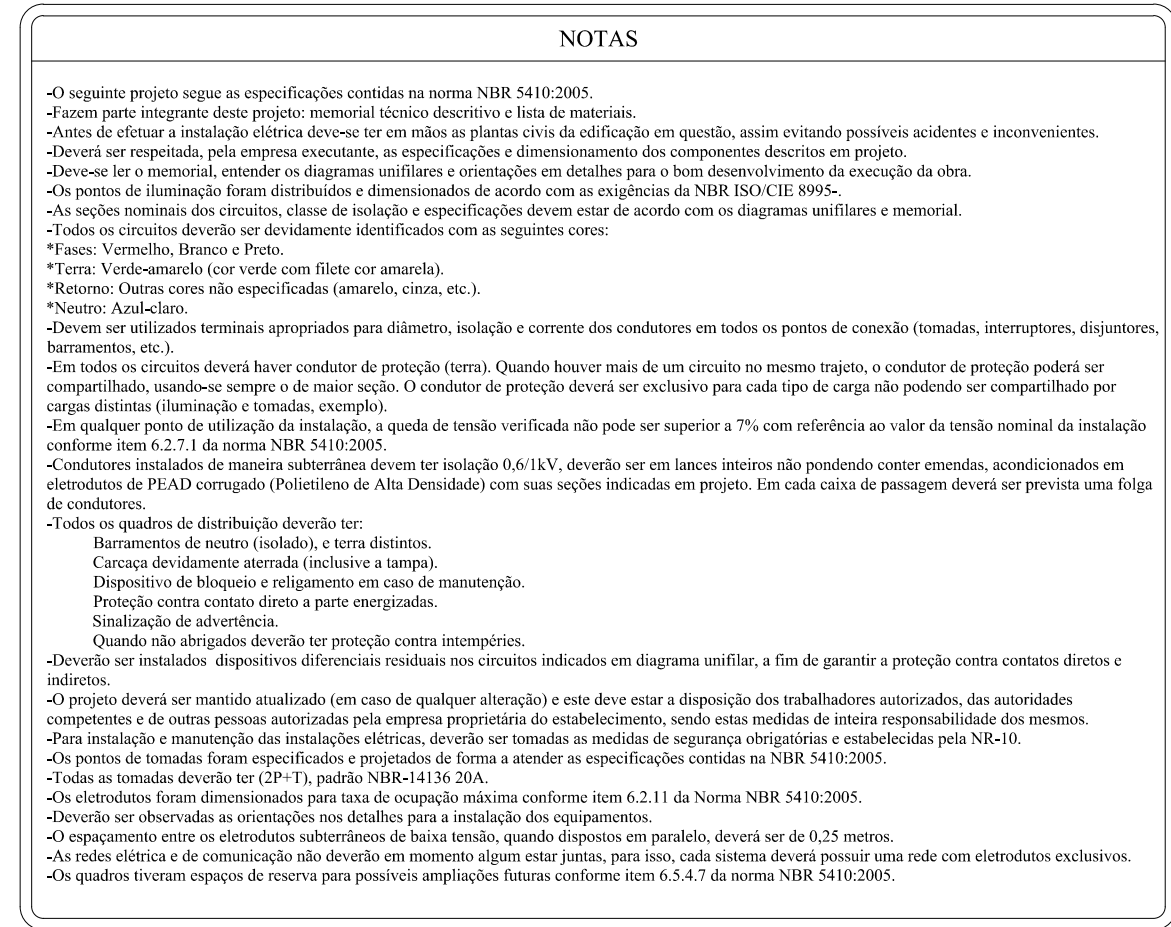 NOTAS
-O seguinte projeto segue as especificações contidas na norma NBR 5410:2005.
-Fazem parte integrante deste projeto: memorial técnico descritivo e lista de materiais.
-Antes de efetuar a instalação elétrica deve-se ter em mãos as plantas civis da edificação em questão, assim evitando possíveis acidentes e inconvenientes.
-Deverá ser respeitada, pela empresa executante, as especificações e dimensionamento dos componentes descritos em projeto.
-Deve-se ler o memorial, entender os diagramas unifilares e orientações em detalhes para o bom desenvolvimento da execução da obra.
-Os pontos de iluminação foram distribuídos e dimensionados de acordo com as exigências da NBR ISO/CIE 8995-.
-As seções nominais dos circuitos, classe de isolação e especificações devem estar de acordo com os diagramas unifilares e memorial.
-Todos os circuitos deverão ser devidamente identificados com as seguintes cores:
*Fases: Vermelho, Branco e Preto.
*Terra: Verde-amarelo (cor verde com filete cor amarela).
*Retorno: Outras cores não especificadas (amarelo, cinza, etc.).
*Neutro: Azul-claro.
-Devem ser utilizados terminais apropriados para diâmetro, isolação e corrente dos condutores em todos os pontos de conexão (tomadas, interruptores, disjuntores,
barramentos, etc.).
-Em todos os circuitos deverá haver condutor de proteção (terra). Quando houver mais de um circuito no mesmo trajeto, o condutor de proteção poderá ser
compartilhado, usando-se sempre o de maior seção. O condutor de proteção deverá ser exclusivo para cada tipo de carga não podendo ser compartilhado por
cargas distintas (iluminação e tomadas, exemplo).
-Em qualquer ponto de utilização da instalação, a queda de tensão verificada não pode ser superior a 7% com referência ao valor da tensão nominal da instalação
conforme item 6.2.7.1 da norma NBR 5410:2005.
-Condutores instalados de maneira subterrânea devem ter isolação 0,6/1kV, deverão ser em lances inteiros não pondendo conter emendas, acondicionados em
eletrodutos de PEAD corrugado (Polietileno de Alta Densidade) com suas seções indicadas em projeto. Em cada caixa de passagem deverá ser prevista uma folga
de condutores.
-Todos os quadros de distribuição deverão ter:
Barramentos de neutro (isolado), e terra distintos.
Carcaça devidamente aterrada (inclusive a tampa).
Dispositivo de bloqueio e religamento em caso de manutenção.
Proteção contra contato direto a parte energizadas.
Sinalização de advertência.
Quando não abrigados deverão ter proteção contra intempéries.
-Deverão ser instalados dispositivos diferenciais residuais nos circuitos indicados em diagrama unifilar, a fim de garantir a proteção contra contatos diretos e
indiretos.
-O projeto deverá ser mantido atualizado (em caso de qualquer alteração) e este deve estar a disposição dos trabalhadores autorizados, das autoridades
competentes e de outras pessoas autorizadas pela empresa proprietária do estabelecimento, sendo estas medidas de inteira responsabilidade dos mesmos.
-Para instalação e manutenção das instalações elétricas, deverão ser tomadas as medidas de segurança obrigatórias e estabelecidas pela NR-10.
-Os pontos de tomadas foram especificados e projetados de forma a atender as especificações contidas na NBR 5410:2005.
-Todas as tomadas deverão ter (2P+T), padrão NBR-14136 20A.
-Os eletrodutos foram dimensionados para taxa de ocupação máxima conforme item 6.2.11 da Norma NBR 5410:2005.
-Deverão ser observadas as orientações nos detalhes para a instalação dos equipamentos.
-O espaçamento entre os eletrodutos subterrâneos de baixa tensão, quando dispostos em paralelo, deverá ser de 0,25 metros.
-As redes elétrica e de comunicação não deverão em momento algum estar juntas, para isso, cada sistema deverá possuir uma rede com eletrodutos exclusivos.
-Os quadros tiveram espaços de reserva para possíveis ampliações futuras conforme item 6.5.4.7 da norma NBR 5410:2005.